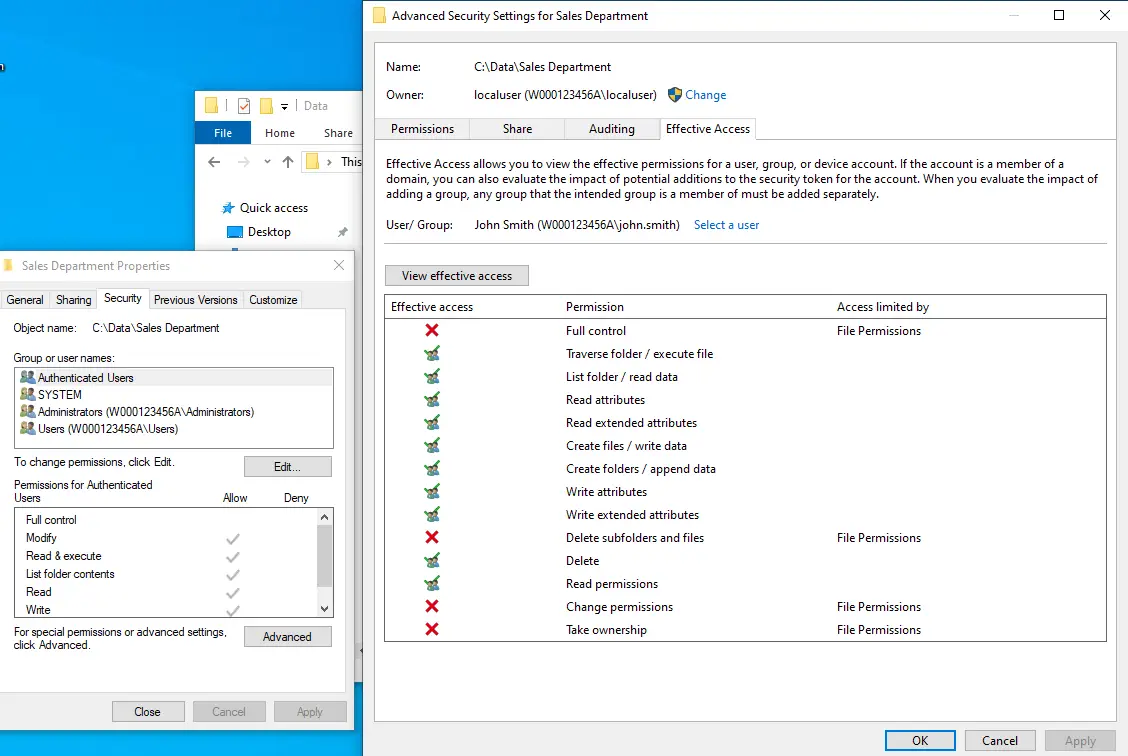 Advanced Security Settings for Sales Department
Name: C:\Data\Sales Department
Owner: localuser (W000123456A\localuser) Change
Permissions Share Auditing Effective Access
Effective Access allows you to view the effective permissions for a user, group, or device account. If the account is a member of a
domain, you can also evaluate the impact of potential additions to the security token for the account. When you evaluate the impact of
adding a group, any group that the intended group is a member of must be added separately.
User/ Group: John Smith (W000123456A\john.smith) Select a user
View effective access
Effective access Permission Access limited by
Full control File Permissions
Traverse folder / execute file
List folder / read data
Read attributes
Read extended attributes
Create files / write data
Create folders / append data
Write attributes
Write extended attributes
Delete subfolders and files File Permissions
Delete
Read permissions
Change permissions File Permissions
Take ownership File Permissions
OK Cancel Apply
Data
File Home Share
This
Quick access
Desktop
Sales Department Properties
General Sharing Security Previous Versions Customize
Object name: C:\Data\Sales Department
Group or user names:
Authenticated Users
SYSTEM
Administrators (W000123456A\Administrators)
Users (W000123456A\Users)
To change permissions, click Edit. Edit...
Permissions for Authenticated
Users Allow Deny
Full control
Modify
Read & execute
List folder contents
Read
Write
For special permissions or advanced settings,
click Advanced. Advanced
Close Cancel Apply